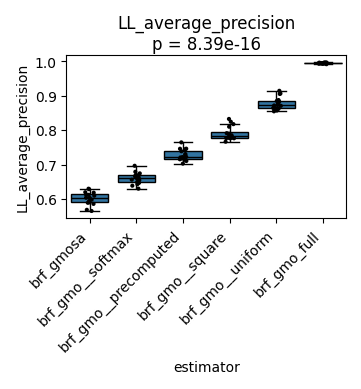 LL_average_precision
p = 8.39e-16
LL_average_precision
1.0
0.9
0.8
0.7
0.6
brf_gmosa
brf_gmo__softmax
brf_gmo__precomputed
brf_gmo__square
brf_gmo__uniform
brf_gmo_full
estimator